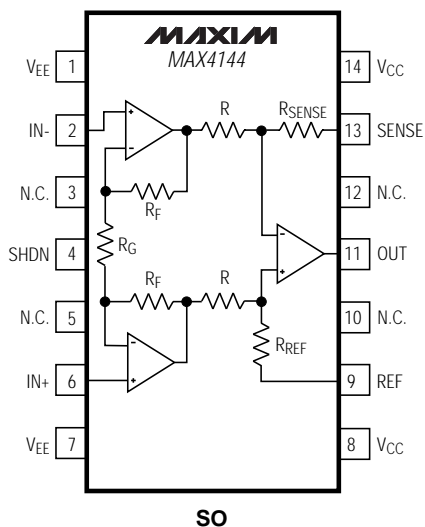 MAXIM
MAX4144
VEE 1
14 VCC
IN- 2
+
-
R
RSENSE
13 SENSE
N.C. 3
RF
12 N.C.
SHDN 4
RG
-
+
11 OUT
RF
R
N.C. 5
10 N.C.
-
+
RREF
IN+ 6
9 REF
VEE 7
8 VCC
SO